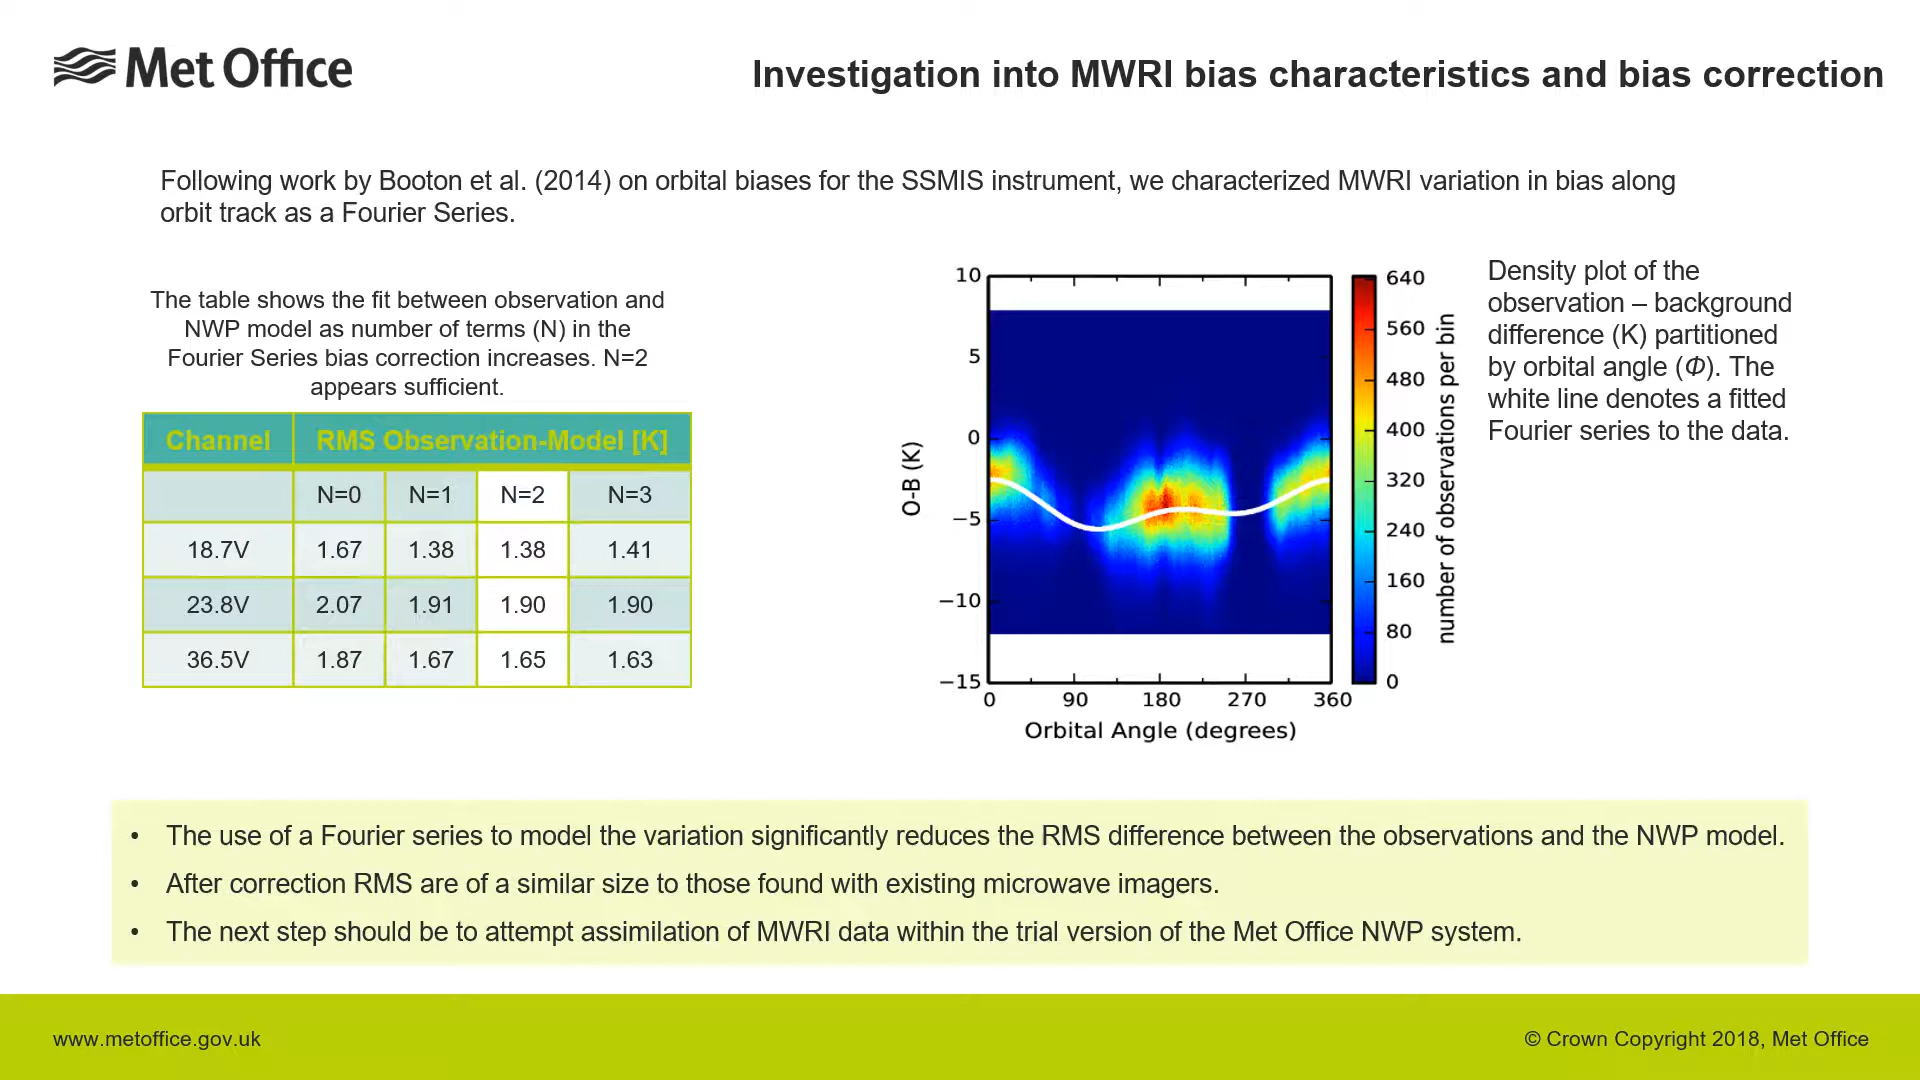 Met Office
Investigation into MWRI bias characteristics and bias correction
Following work by Booton et al. (2014) on orbital biases for the SSMIS instrument, we characterized MWRI variation in bias along
orbit track as a Fourier Series.
The table shows the fit between observation and
NWP model as number of terms (N) in the
Fourier Series bias correction increases. N=2
appears sufficient.
Channel RMS Observation-Model [K]
N=0 N=1 N=2 N=3
18.7V 1.67 1.38 1.38 1.41
23.8V 2.07 1.91 1.90 1.90
36.5V 1.87 1.67 1.65 1.63
10
5
0
−5
−10
−15
O-B (K)
0 90 180 270 360
Orbital Angle (degrees)
640
560
480
400
320
240
160
80
0
number of observations per bin
Density plot of the
observation – background
difference (K) partitioned
by orbital angle (Φ). The
white line denotes a fitted
Fourier series to the data.
• The use of a Fourier series to model the variation significantly reduces the RMS difference between the observations and the NWP model.
• After correction RMS are of a similar size to those found with existing microwave imagers.
• The next step should be to attempt assimilation of MWRI data within the trial version of the Met Office NWP system.
www.metoffice.gov.uk
© Crown Copyright 2018, Met Office